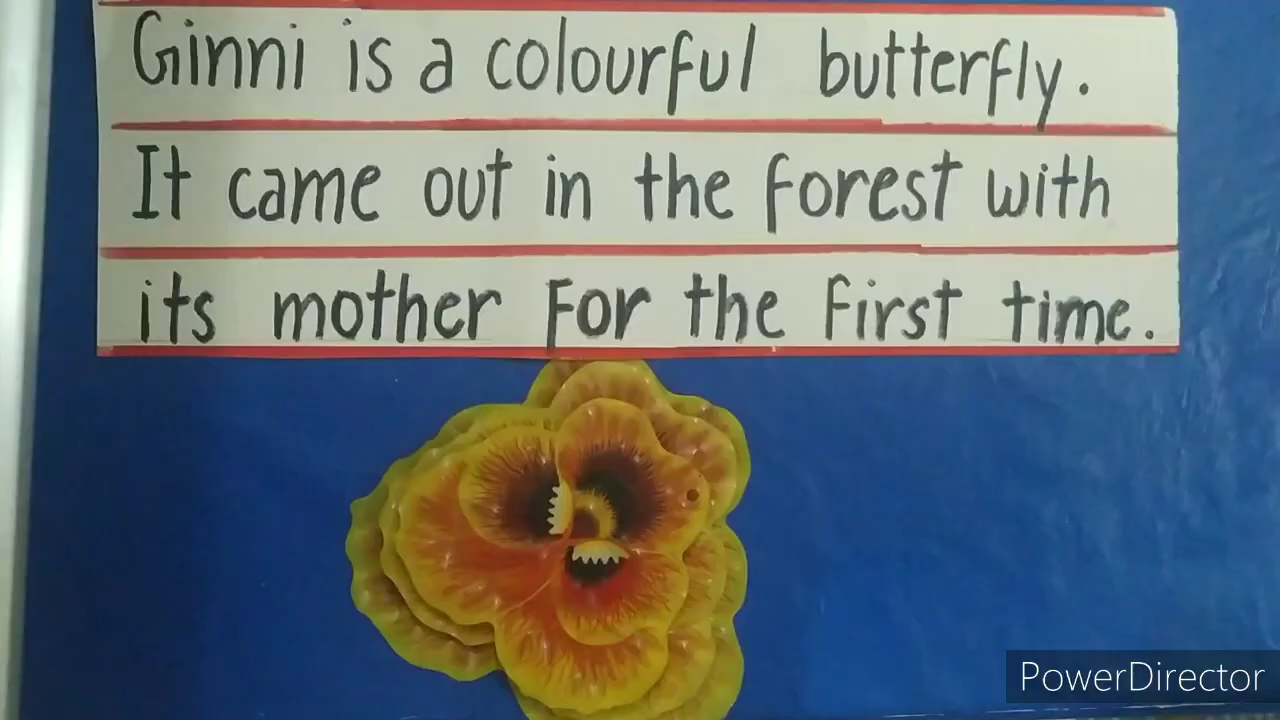 Ginni is a colourful butterfly.
It came out in the forest with
its mother For the First time.
PowerDirector